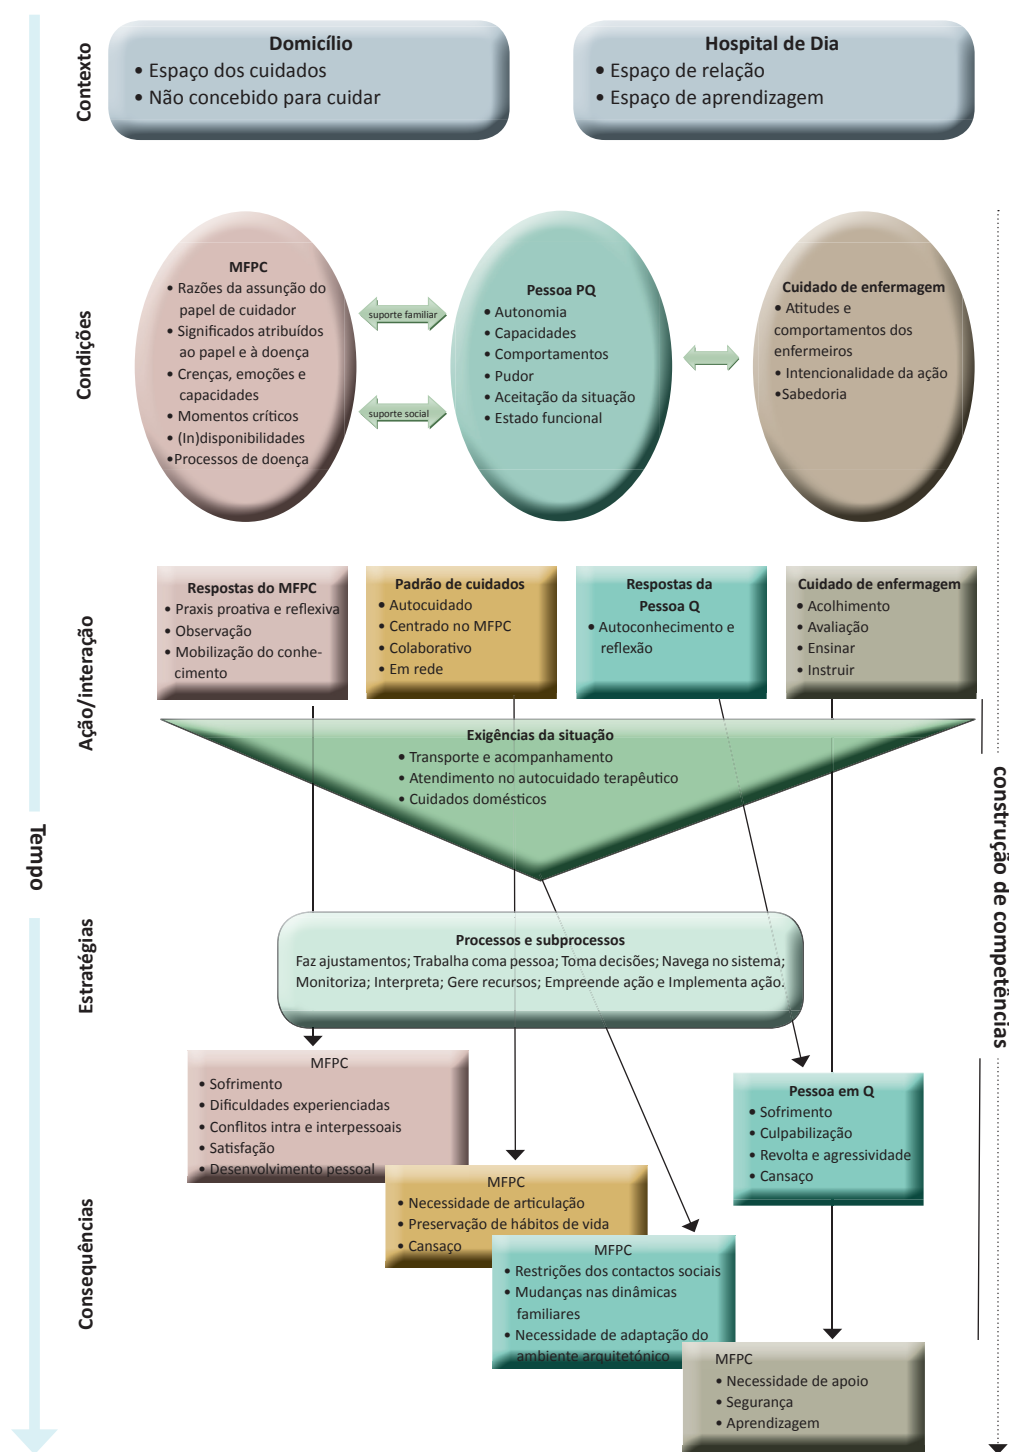 Contexto
Domicílio
• Espaço dos cuidados
• Não concebido para cuidar
Hospital de Dia
• Espaço de relação
• Espaço de aprendizagem
Condições
MFPC
• Razões da assunção do
papel de cuidador
• Significados atribuídos
ao papel e à doença
• Crenças, emoções e
capacidades
• Momentos críticos
• (In)disponibilidades
•Processos de doença
suporte familiar
suporte social
Pessoa PQ
• Autonomia
• Capacidades
• Comportamentos
• Pudor
• Aceitação da situação
• Estado funcional
Cuidado de enfermagem
• Atitudes e
comportamentos dos
enfermeiros
• Intencionalidade da ação
•Sabedoria
Ação/interação
Respostas do MFPC
• Praxis proativa e reflexiva
• Observação
• Mobilização do conhe-
cimento
Padrão de cuidados
• Autocuidado
• Centrado no MFPC
• Colaborativo
• Em rede
Respostas da
Pessoa Q
• Autoconhecimento e
reflexão
Cuidado de enfermagem
• Acolhimento
• Avaliação
• Ensinar
• Instruir
Exigências da situação
• Transporte e acompanhamento
• Atendimento no autocuidado terapêutico
• Cuidados domésticos
Tempo
construção de competências
Estratégias
Processos e subprocessos
Faz ajustamentos; Trabalha coma pessoa; Toma decisões; Navega no sistema;
Monitoriza; Interpreta; Gere recursos; Empreende ação e Implementa ação.
Consequências
MFPC
• Sofrimento
• Dificuldades experienciadas
• Conflitos intra e interpessoais
• Satisfação
• Desenvolvimento pessoal
Pessoa em Q
• Sofrimento
• Culpabilização
• Revolta e agressividade
• Cansaço
MFPC
• Necessidade de articulação
• Preservação de hábitos de vida
• Cansaço
MFPC
• Restrições dos contactos sociais
• Mudanças nas dinâmicas
familiares
• Necessidade de adaptação do
ambiente arquitetónico
MFPC
• Necessidade de apoio
• Segurança
• Aprendizagem